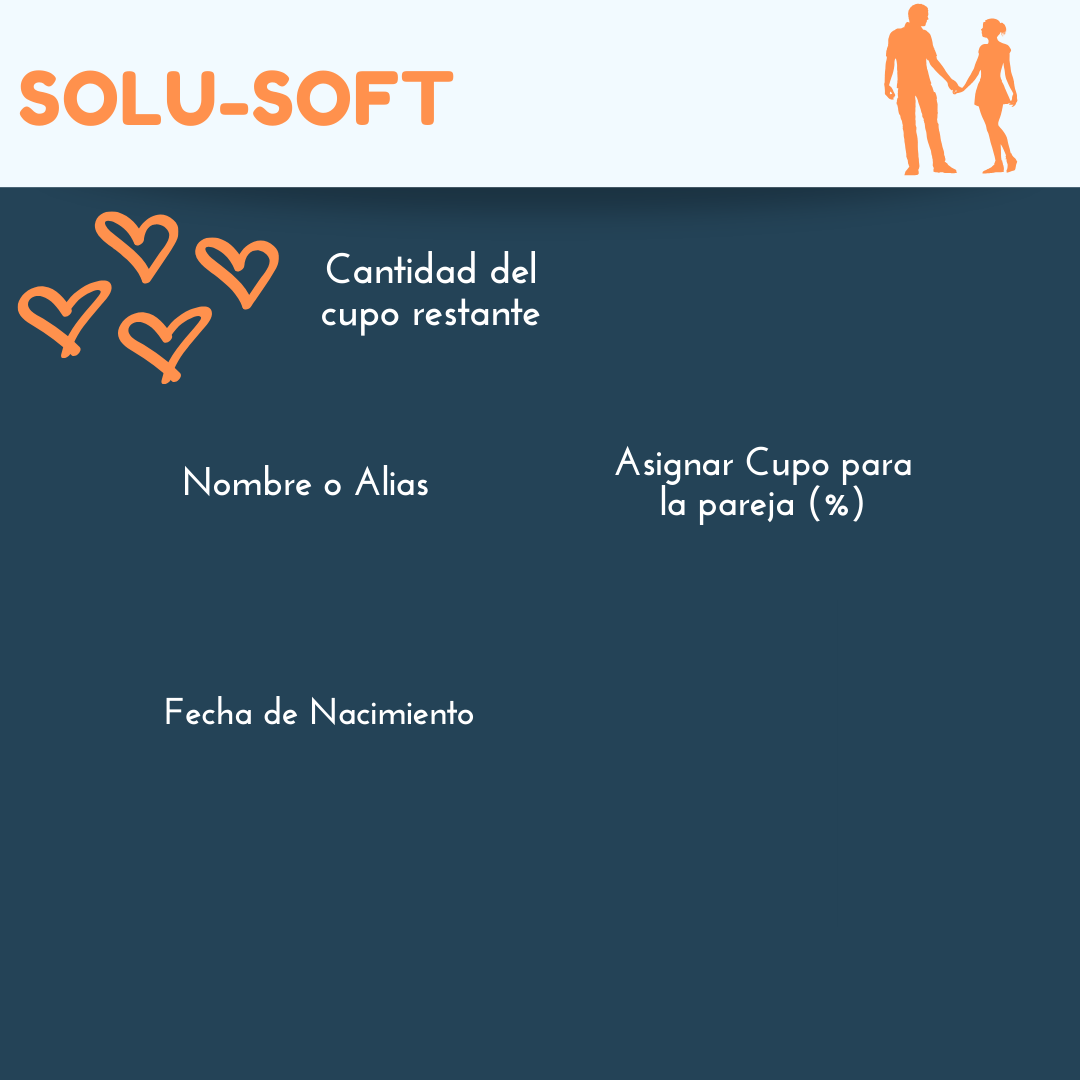 SOLU-SOFT
Cantidad del
cupo restante
Nombre o Alias
Asignar Cupo para
la pareja (%)
Fecha de Nacimiento